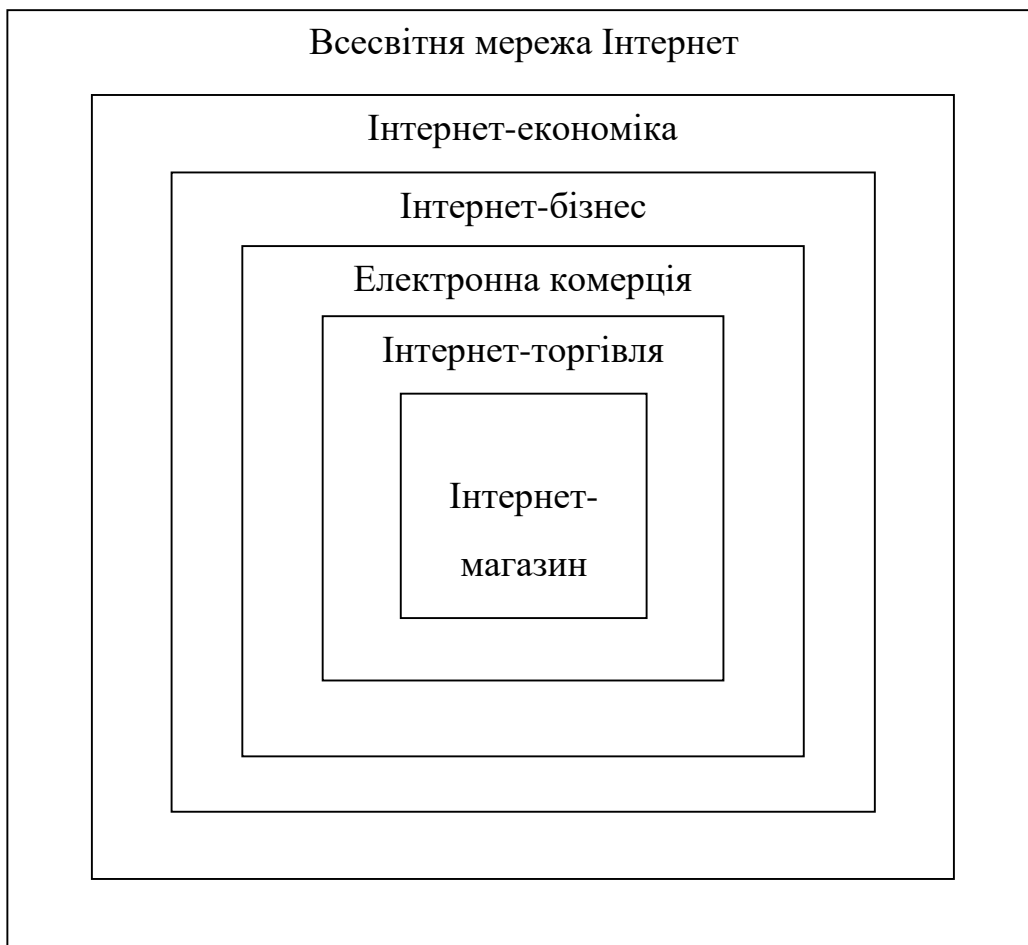 Всесвітня мережа Інтернет
Інтернет-економіка
Інтернет-бізнес
Електронна комерція
Інтернет-торгівля
Інтернет-
магазин